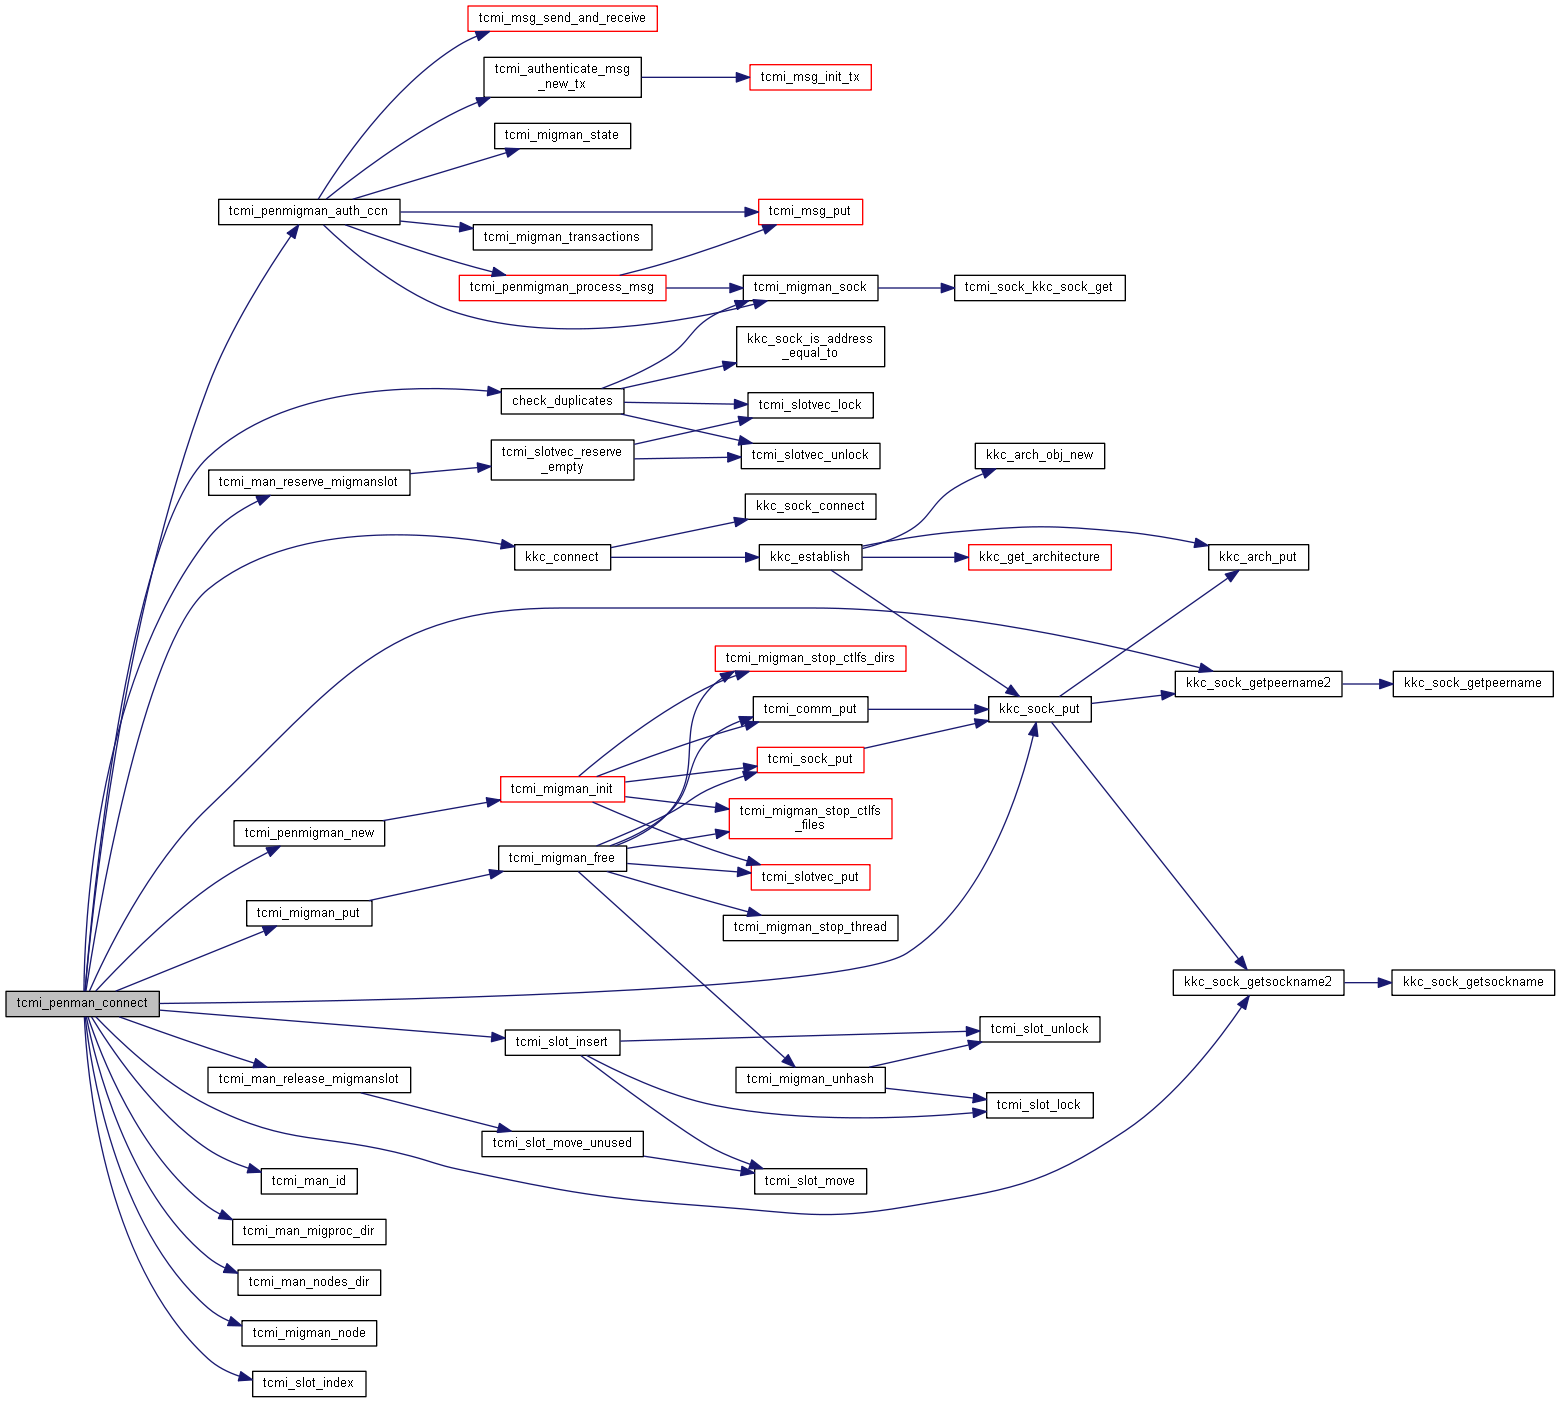 tcmi_msg_send_and_receive
tcmi_authenticate_msg
_new_tx
tcmi_msg_init_tx
tcmi_migman_state
tcmi_penmigman_auth_ccn
tcmi_msg_put
tcmi_migman_transactions
tcmi_penmigman_process_msg
tcmi_migman_sock
tcmi_sock_kkc_sock_get
kkc_sock_is_address
_equal_to
check_duplicates
tcmi_slotvec_lock
tcmi_slotvec_reserve
_empty
tcmi_slotvec_unlock
kkc_arch_obj_new
tcmi_man_reserve_migmanslot
kkc_sock_connect
kkc_connect
kkc_establish
kkc_get_architecture
kkc_arch_put
tcmi_migman_stop_ctlfs_dirs
kkc_sock_getpeername2
kkc_sock_getpeername
tcmi_comm_put
kkc_sock_put
tcmi_sock_put
tcmi_migman_init
tcmi_migman_stop_ctlfs
_files
tcmi_penmigman_new
tcmi_migman_free
tcmi_slotvec_put
tcmi_migman_put
tcmi_migman_stop_thread
tcmi_penman_connect
kkc_sock_getsockname2
kkc_sock_getsockname
tcmi_slot_insert
tcmi_slot_unlock
tcmi_man_release_migmanslot
tcmi_migman_unhash
tcmi_slot_lock
tcmi_slot_move_unused
tcmi_man_id
tcmi_slot_move
tcmi_man_migproc_dir
tcmi_man_nodes_dir
tcmi_migman_node
tcmi_slot_index